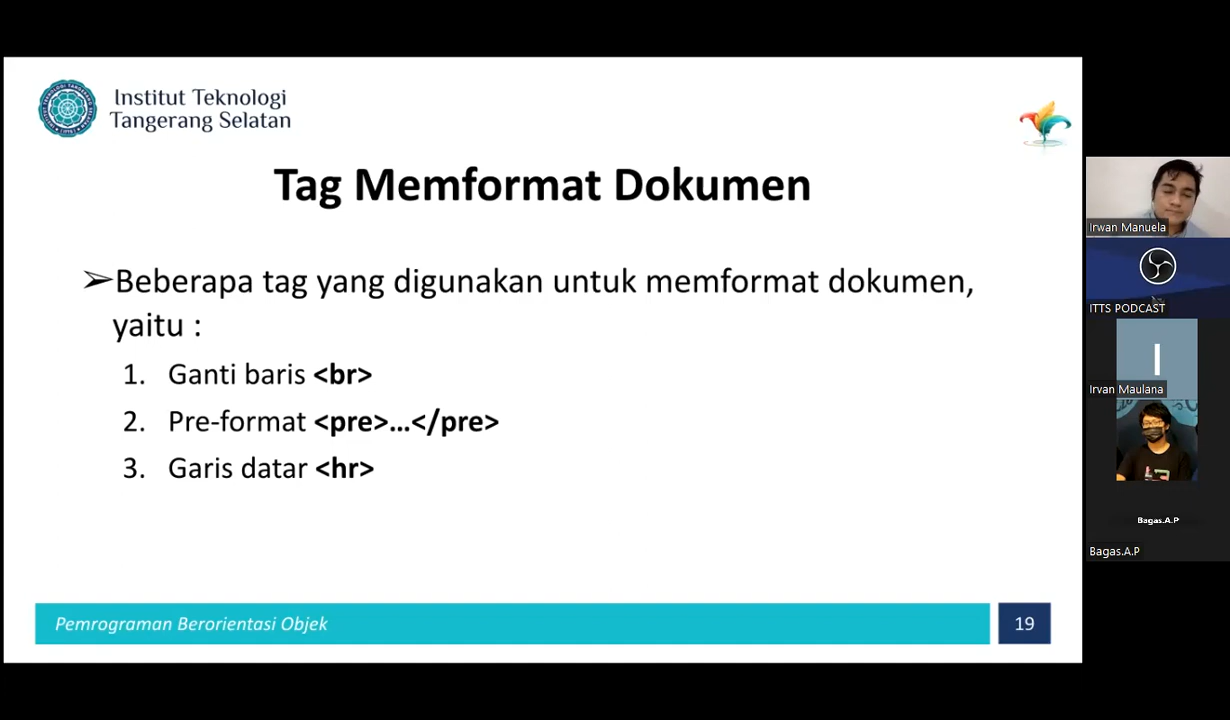 Institut Teknologi
Tangerang Selatan
Tag Memformat Dokumen
➢Beberapa tag yang digunakan untuk memformat dokumen,
yaitu :
1. Ganti baris <br>
2. Pre-format <pre>...</pre>
3. Garis datar <hr>
Pemrograman Berorientasi Objek
19
Irwan Manuela
ITTS PODCAST
I
Irvan Maulana
Bagas.A.P
Bagas.A.P